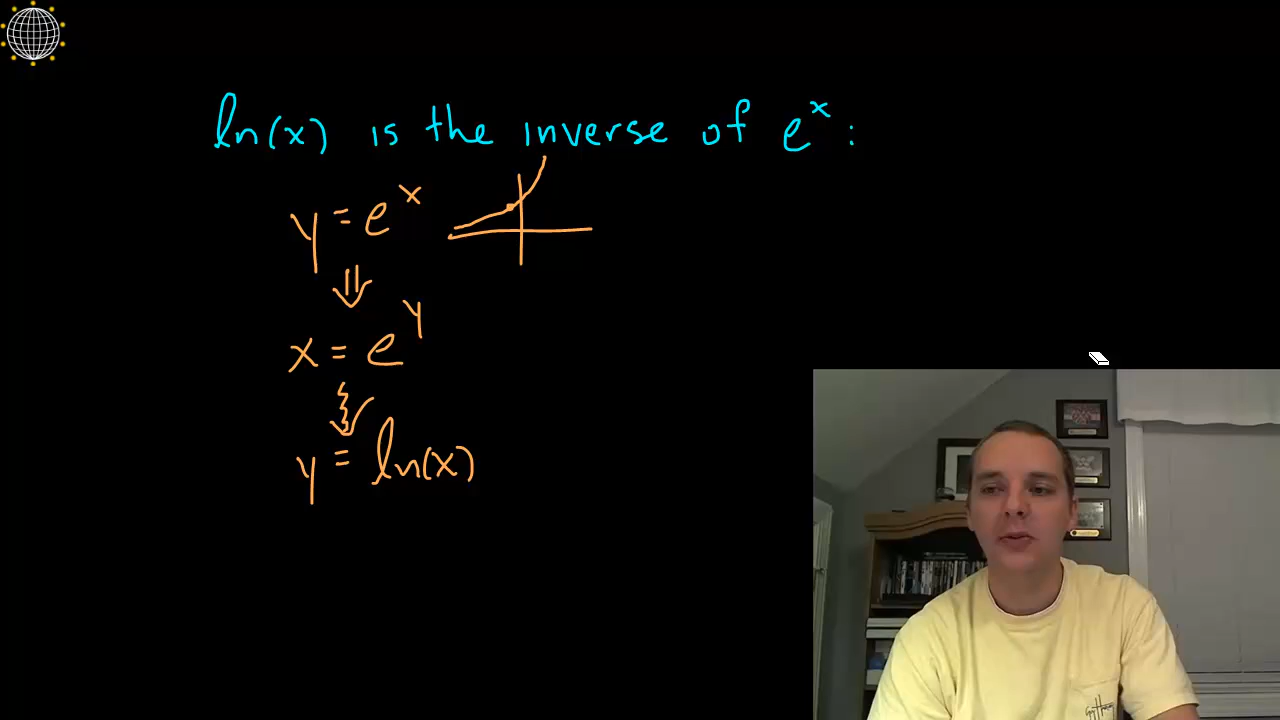 ln(x) is the inverse of e^x:
y = e^x
⇓
x = e^y
y = ln(x)